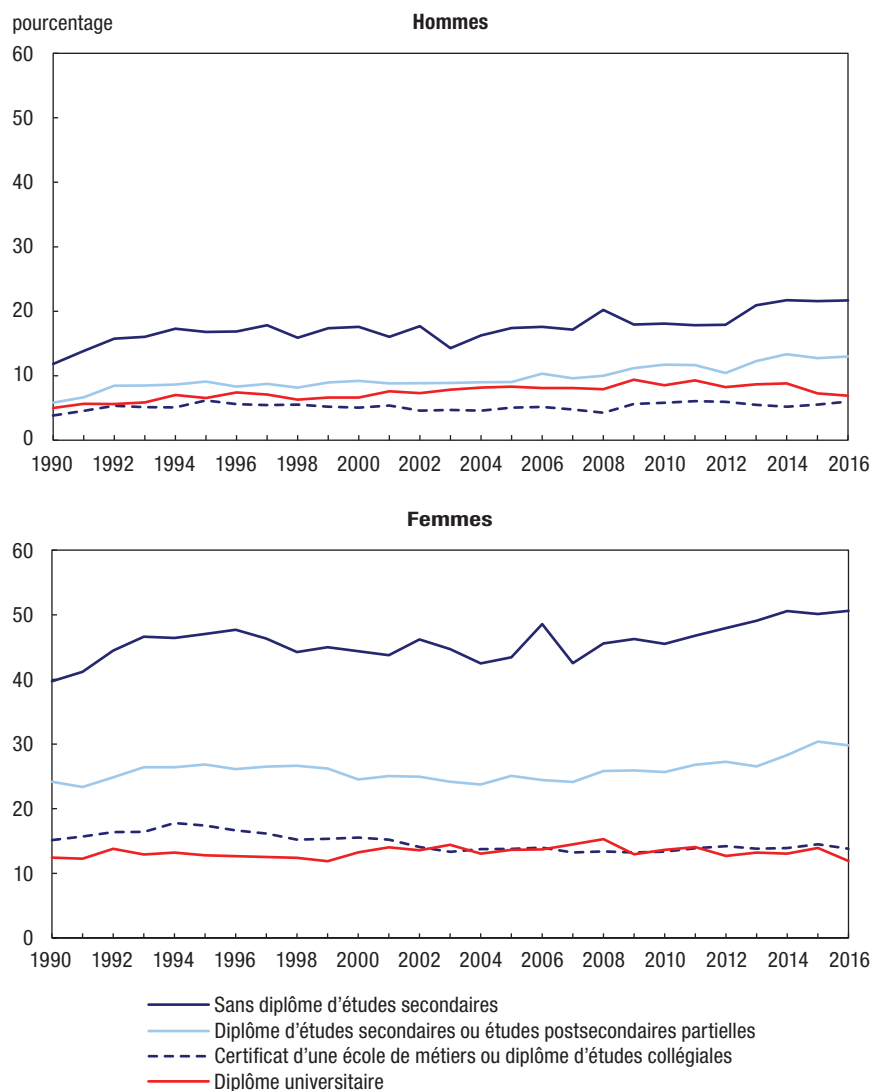 pourcentage
Hommes
60
50
40
30
20
10
0
1990 1992 1994 1996 1998 2000 2002 2004 2006 2008 2010 2012 2014 2016
Femmes
60
50
40
30
20
10
0
1990 1992 1994 1996 1998 2000 2002 2004 2006 2008 2010 2012 2014 2016
Sans diplôme d'études secondaires
Diplôme d'études secondaires ou études postsecondaires partielles
Certificat d'une école de métiers ou diplôme d'études collégiales
Diplôme universitaire